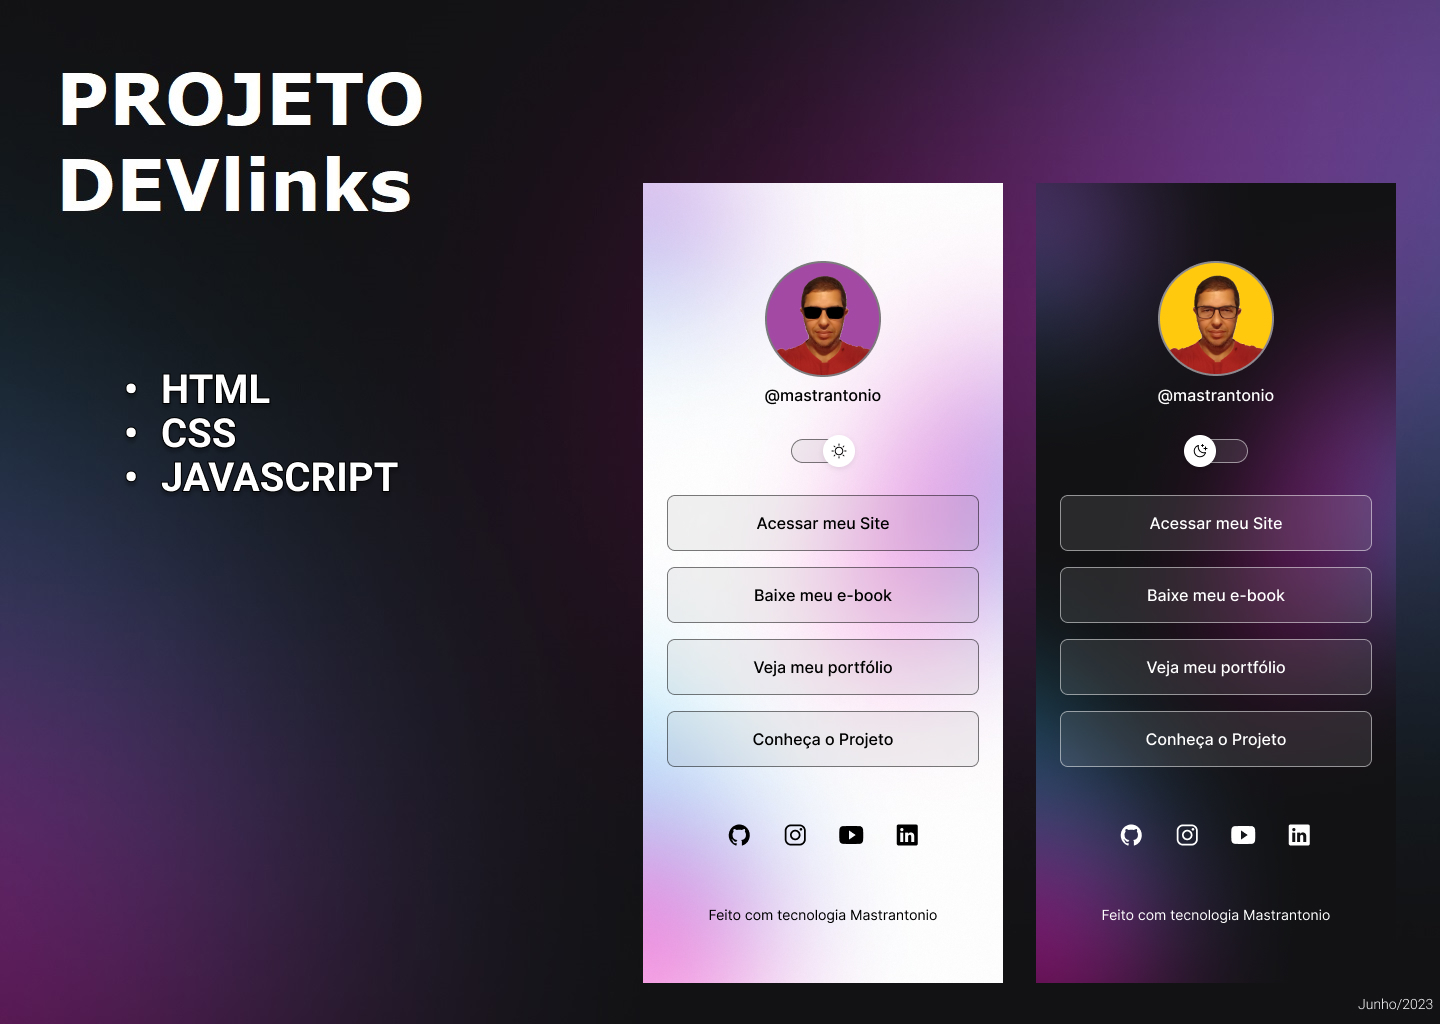 PROJETO
DEVlinks
• HTML
• CSS
• JAVASCRIPT
@mastrantonio
Acessar meu Site
Baixe meu e-book
Veja meu portfólio
Conheça o Projeto
Feito com tecnologia Mastrantonio
@mastrantonio
Acessar meu Site
Baixe meu e-book
Veja meu portfólio
Conheça o Projeto
Feito com tecnologia Mastrantonio
Junho/2023